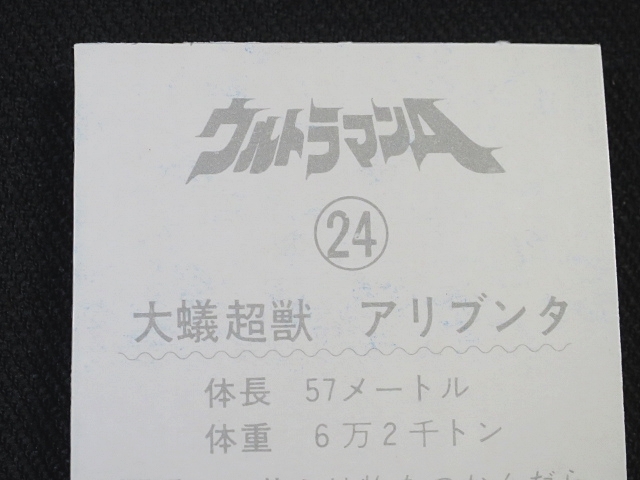 ウルトラマンA
24
大蟻超獣 アリブンタ
体長 57メートル
体重 6万2千トン